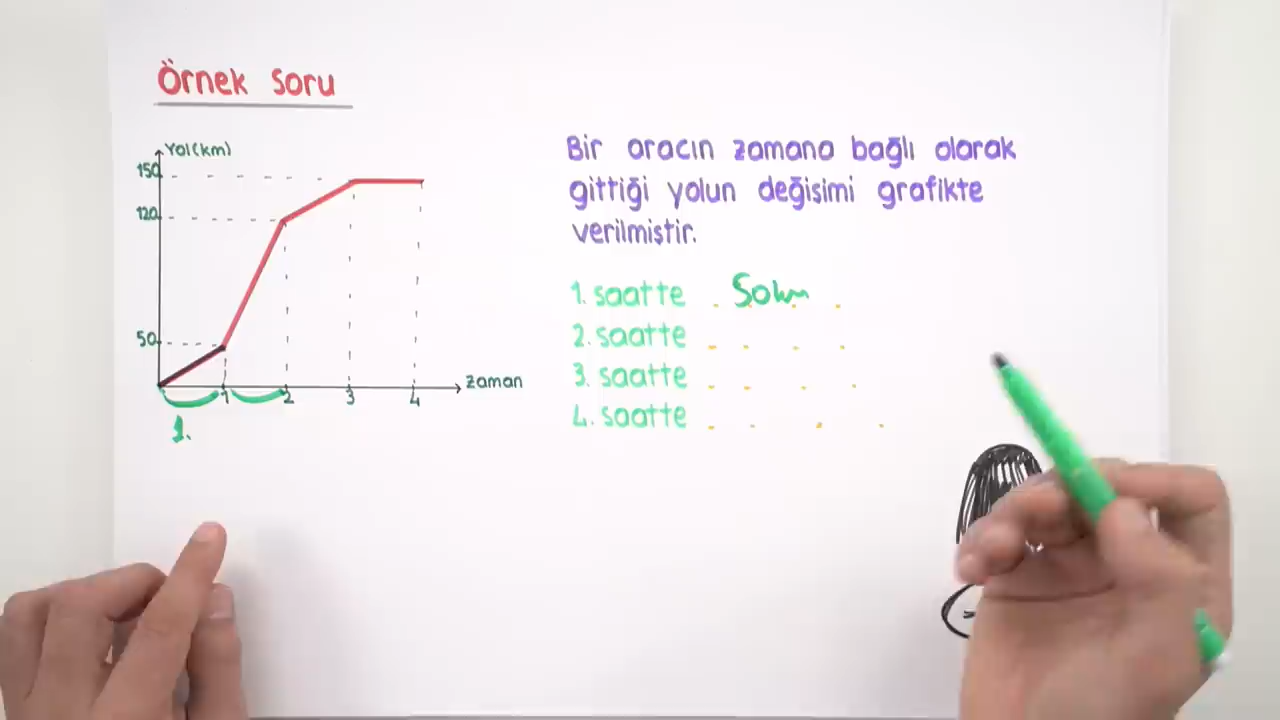 Örnek soru
Yol(km)
150
120
50
1 2 3 4 zaman
1.
Bir aracın zamana bağlı olarak
gittiği yolun değisimi grafikte
verilmiştir.
1. saatte 50km
2. saatte
3. saatte
4. saatte